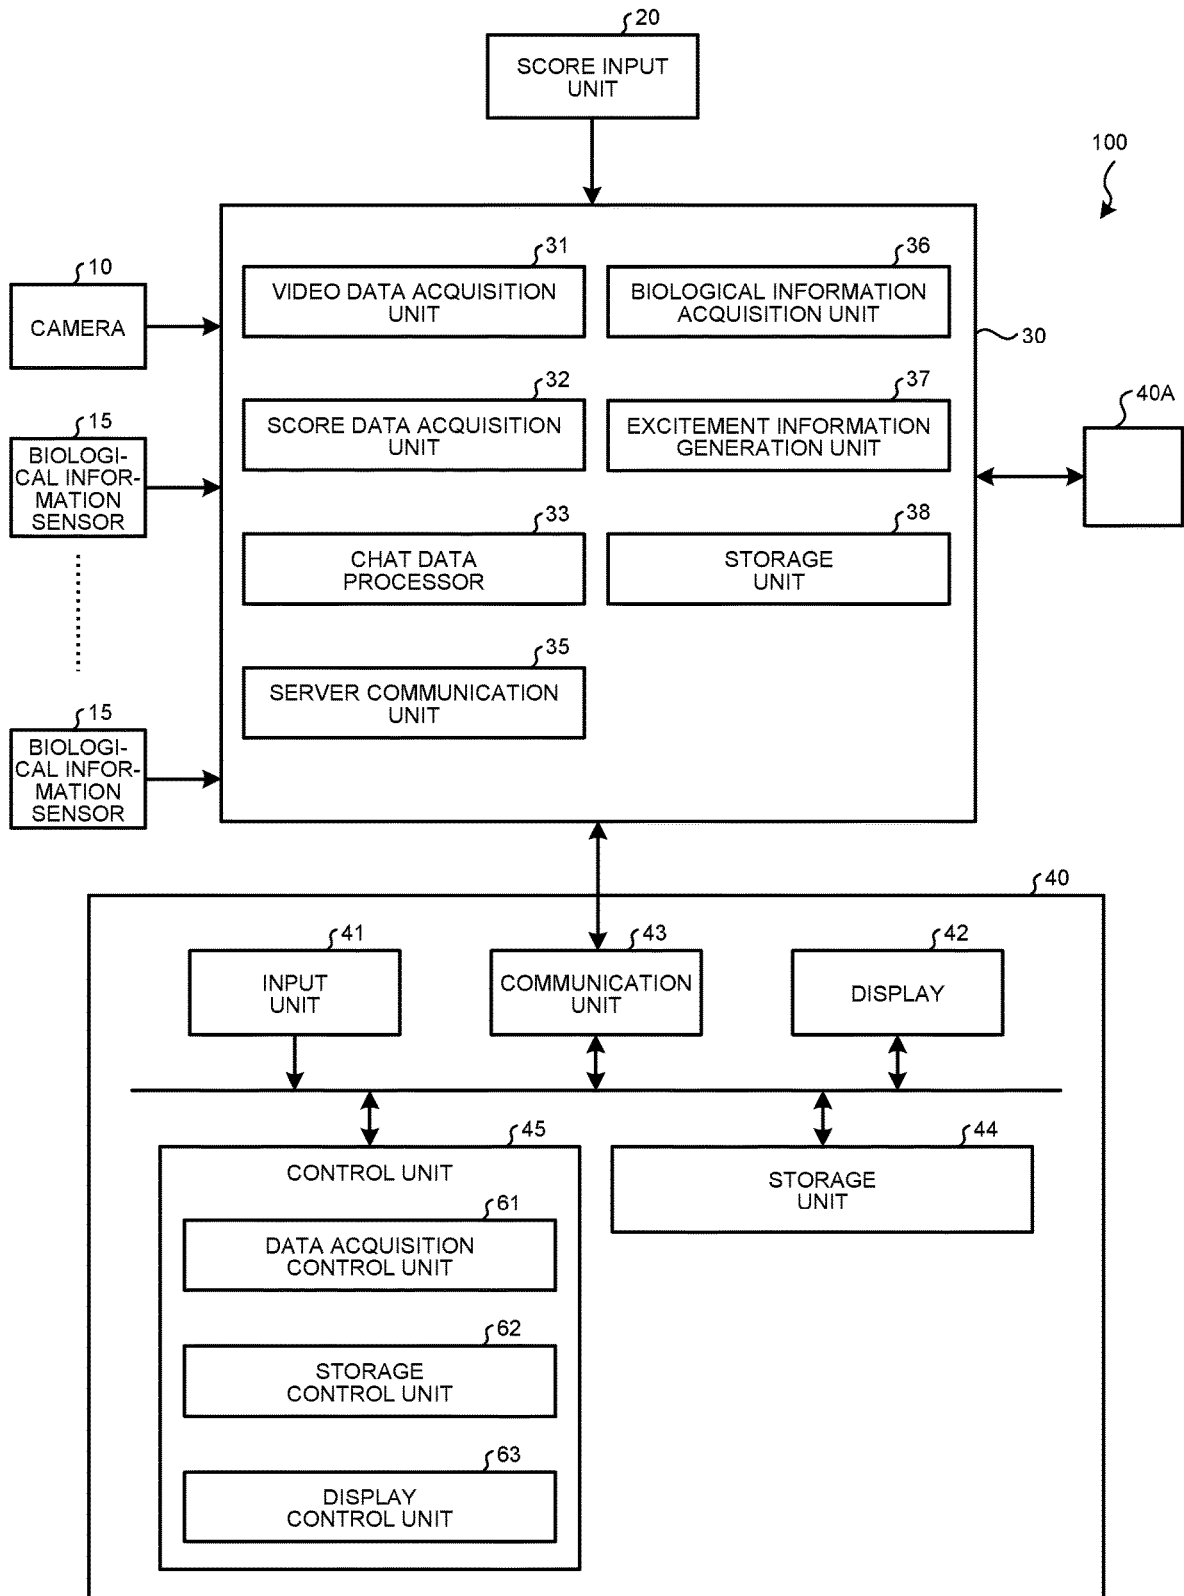 20
SCORE INPUT
UNIT
100
10
CAMERA
31
VIDEO DATA ACQUISITION
UNIT
36
BIOLOGICAL INFORMATION
ACQUISITION UNIT
30
15
BIOLOGI-
CAL INFOR-
MATION
SENSOR
32
SCORE DATA ACQUISITION
UNIT
37
EXCITEMENT INFORMATION
GENERATION UNIT
40A
33
CHAT DATA
PROCESSOR
38
STORAGE
UNIT
35
SERVER COMMUNICATION
UNIT
15
BIOLOGI-
CAL INFOR-
MATION
SENSOR
40
41
INPUT
UNIT
43
COMMUNICATION
UNIT
42
DISPLAY
45
CONTROL UNIT
44
STORAGE
UNIT
61
DATA ACQUISITION
CONTROL UNIT
62
STORAGE
CONTROL UNIT
63
DISPLAY
CONTROL UNIT